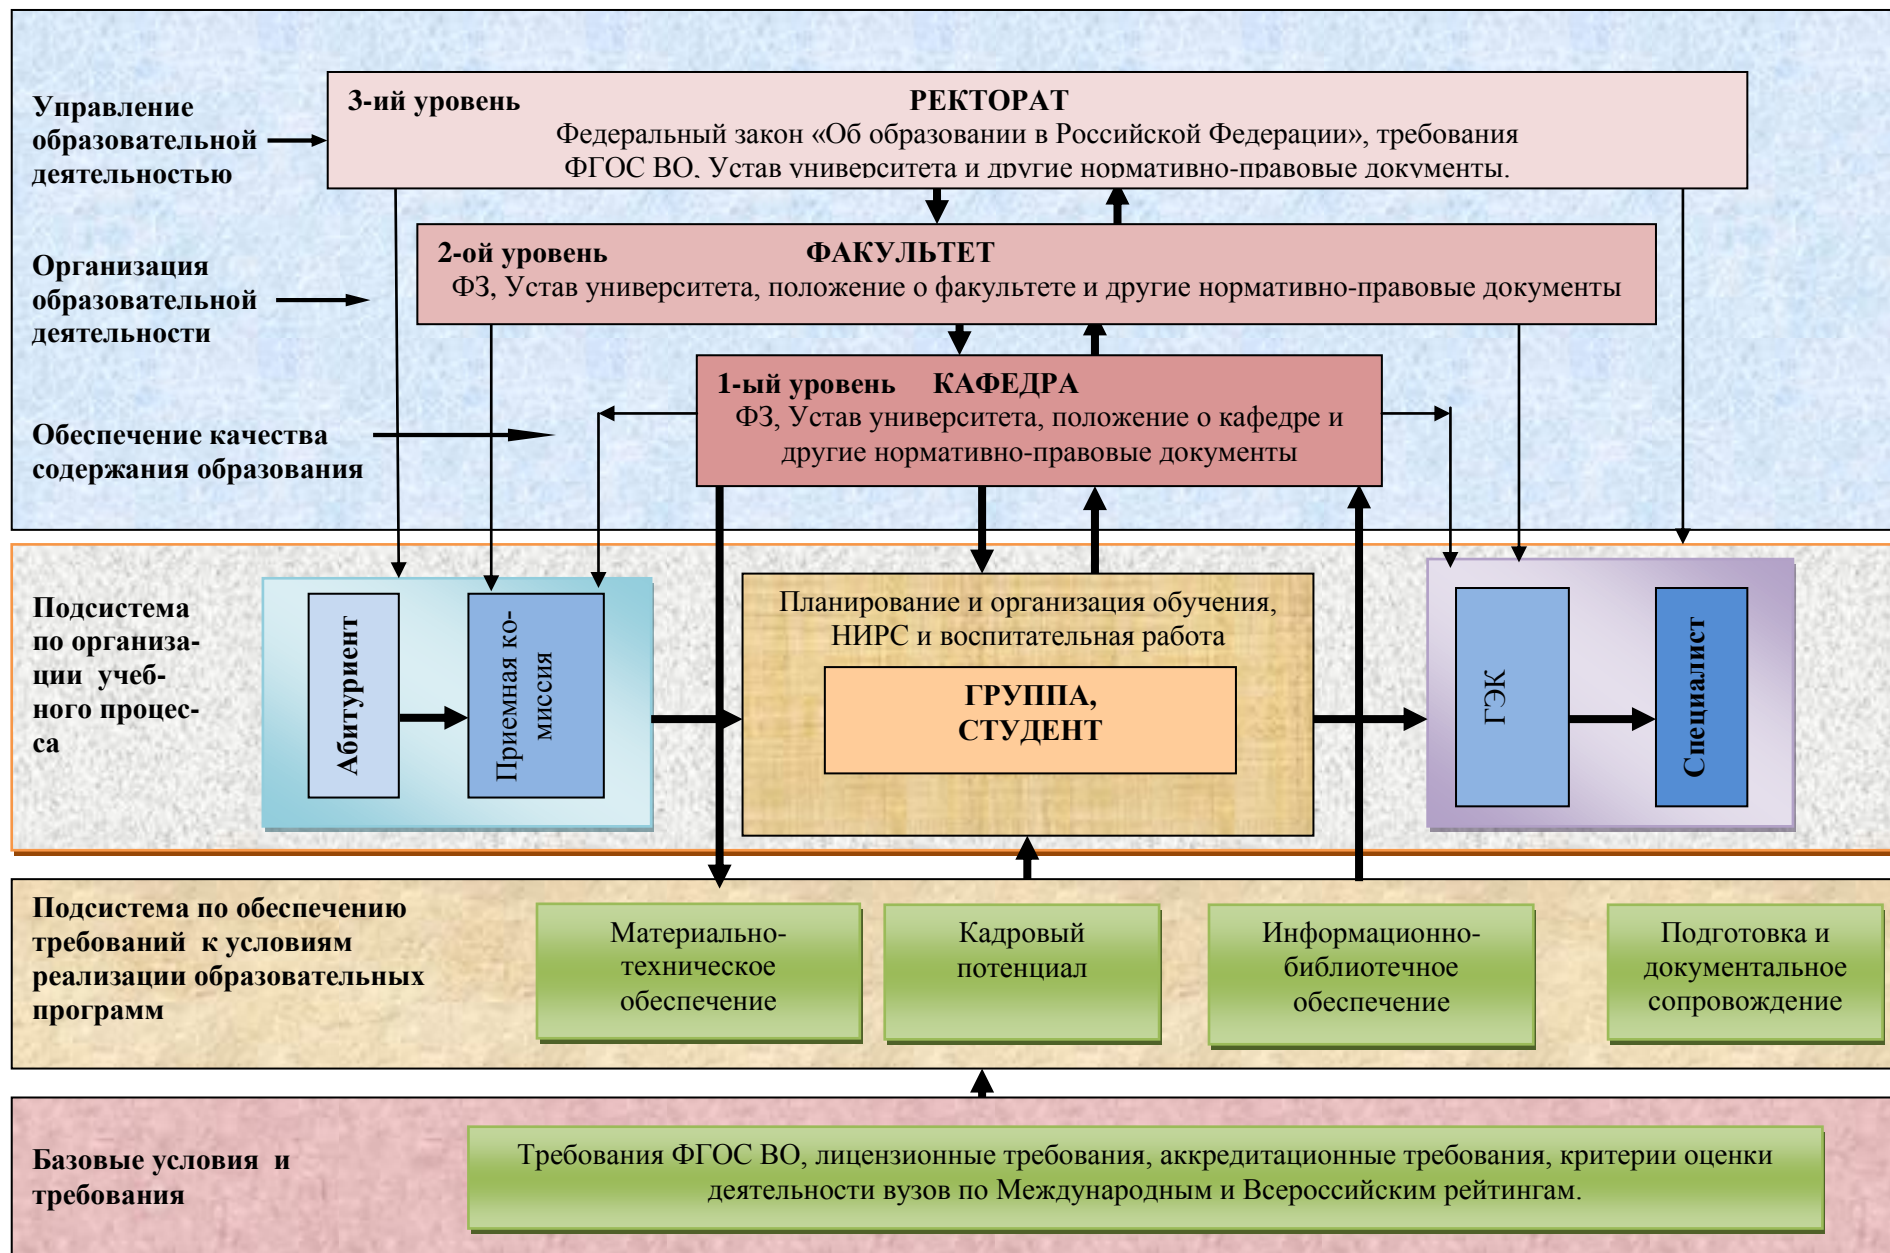 Управление
образовательной
деятельностью
3-ий уровень РЕКТОРАТ
Федеральный закон «Об образовании в Российской Федерации», требования
ФГОС ВО, Устав университета и другие нормативно-правовые документы.
Организация
образовательной
деятельности
2-ой уровень ФАКУЛЬТЕТ
ФЗ, Устав университета, положение о факультете и другие нормативно-правовые документы
Обеспечение качества
содержания образования
1-ый уровень КАФЕДРА
ФЗ, Устав университета, положение о кафедре и
другие нормативно-правовые документы
Подсистема
по организа-
ции учеб-
ного процес-
са
Абитуриент
Приемная ко-
миссия
Планирование и организация обучения,
НИРС и воспитательная работа
ГРУППА,
СТУДЕНТ
ГЭК
Специалист
Подсистема по обеспечению
требований к условиям
реализации образовательных
программ
Материально-
техническое
обеспечение
Кадровый
потенциал
Информационно-
библиотечное
обеспечение
Подготовка и
документальное
сопровождение
Базовые условия и
требования
Требования ФГОС ВО, лицензионные требования, аккредитационные требования, критерии оценки
деятельности вузов по Международным и Всероссийским рейтингам.